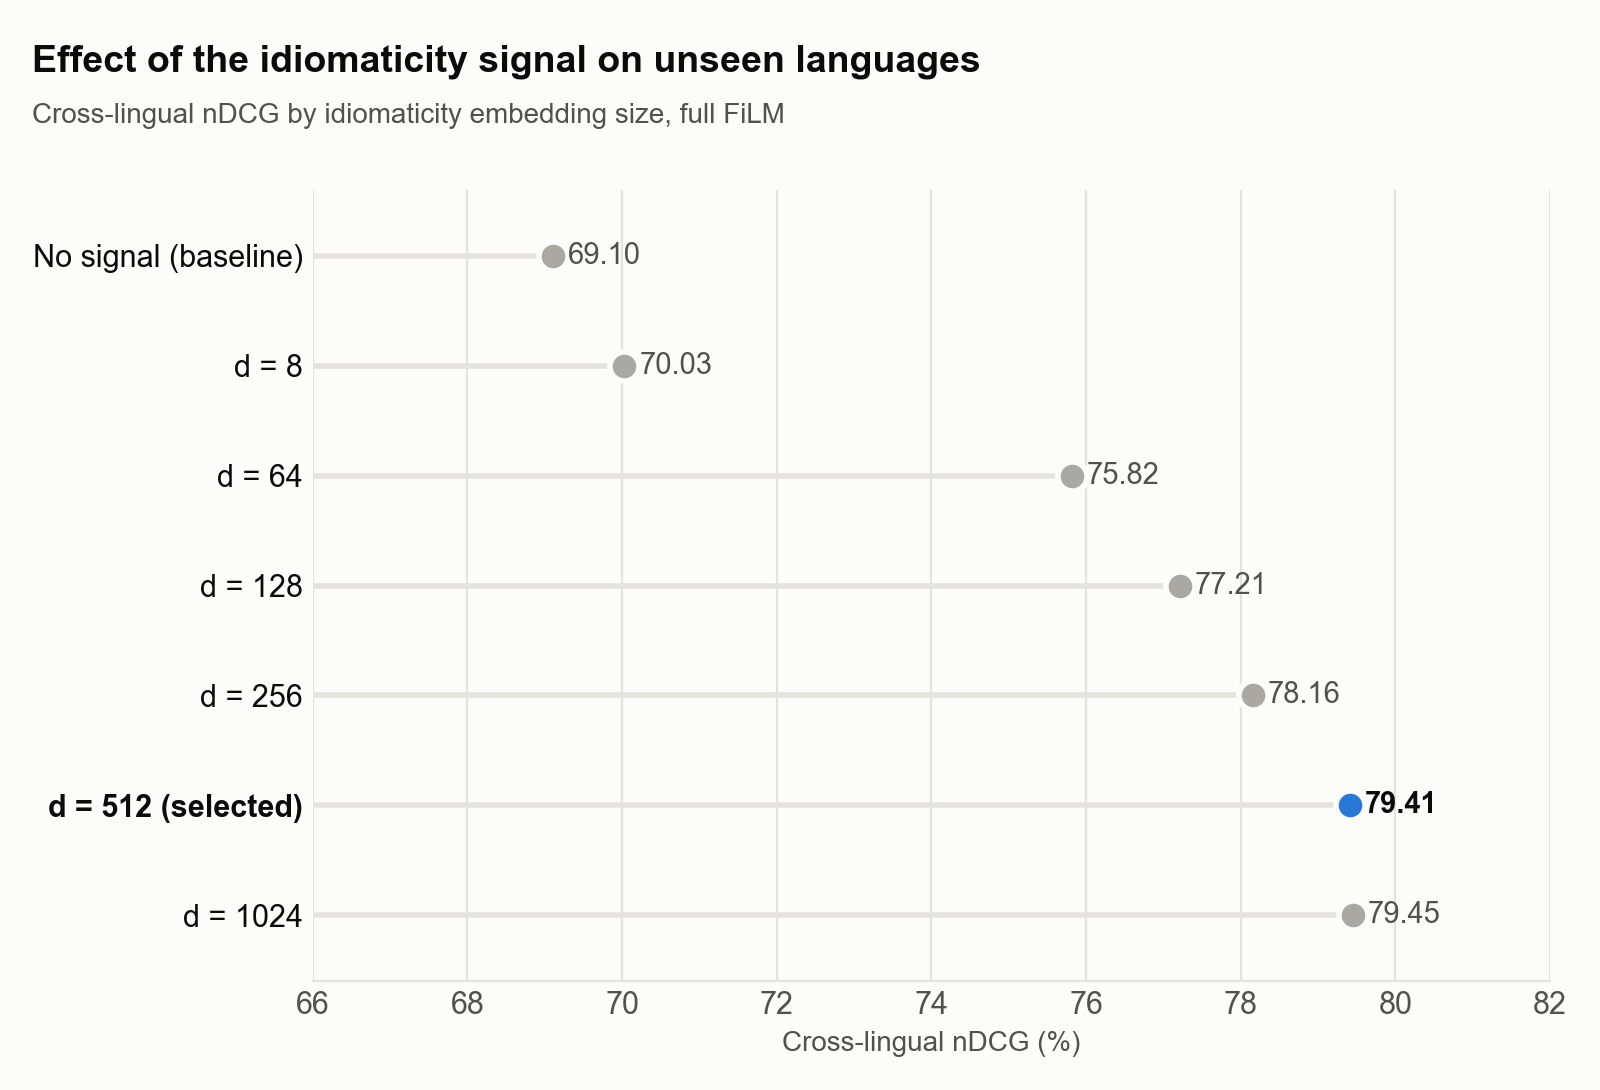 Effect of the idiomaticity signal on unseen languages
Cross-lingual nDCG by idiomaticity embedding size, full FiLM
No signal (baseline) 69.10
d = 8 70.03
d = 64 75.82
d = 128 77.21
d = 256 78.16
d = 512 (selected) 79.41
d = 1024 79.45
66 68 70 72 74 76 78 80 82
Cross-lingual nDCG (%)